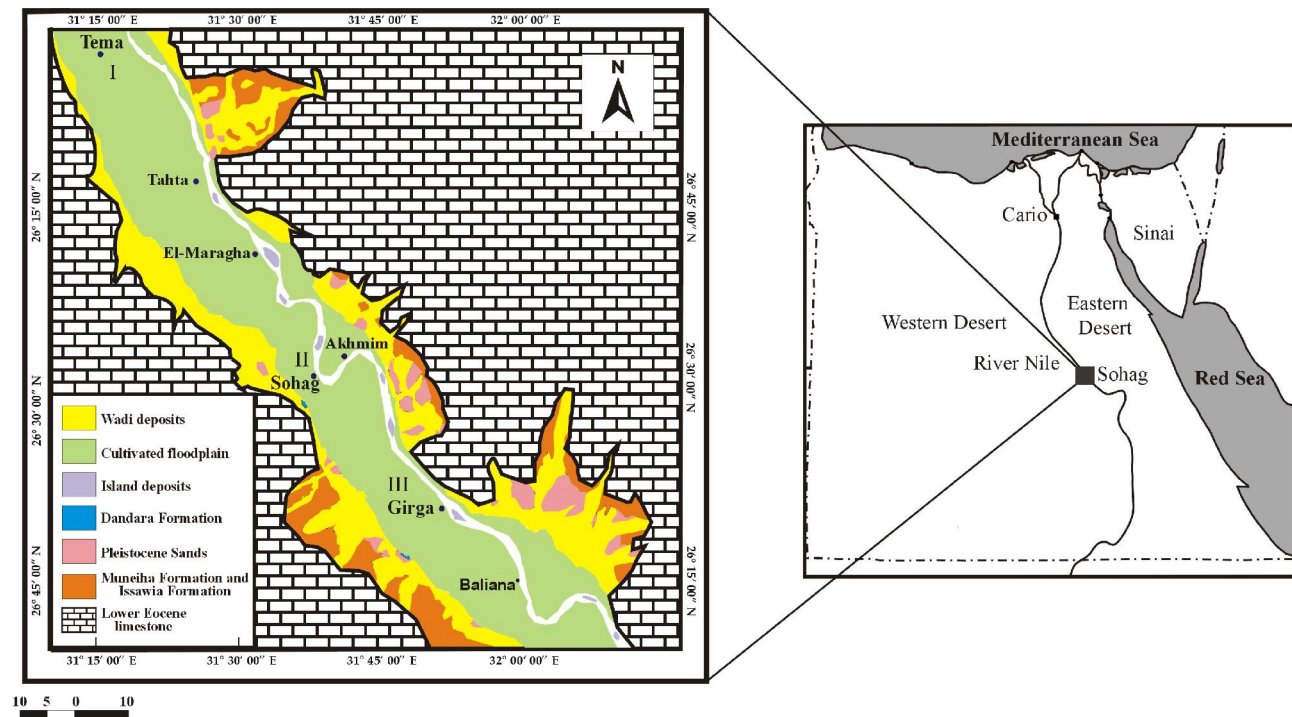 31° 15' 00″ E
31° 30' 00″ E
31° 45' 00″ E
32° 00' 00″ E
Tema
I
N
Tahta
26° 15' 00″ N
26° 45' 00″ N
El-Maragha
Akhmim
II
Sohag
26° 30' 00″ N
26° 30' 00″ N
III
Girga
Baliana
26° 45' 00″ N
26° 15' 00″ N
Wadi deposits
Cultivated floodplain
Island deposits
Dandara Formation
Pleistocene Sands
Muneiha Formation and
Issawia Formation
Lower Eocene
limestone
31° 15' 00″ E
31° 30' 00″ E
31° 45' 00″ E
32° 00' 00″ E
10 5 0 10
Mediterranean Sea
Cario
Sinai
Eastern
Desert
Western Desert
River Nile
Sohag
Red Sea